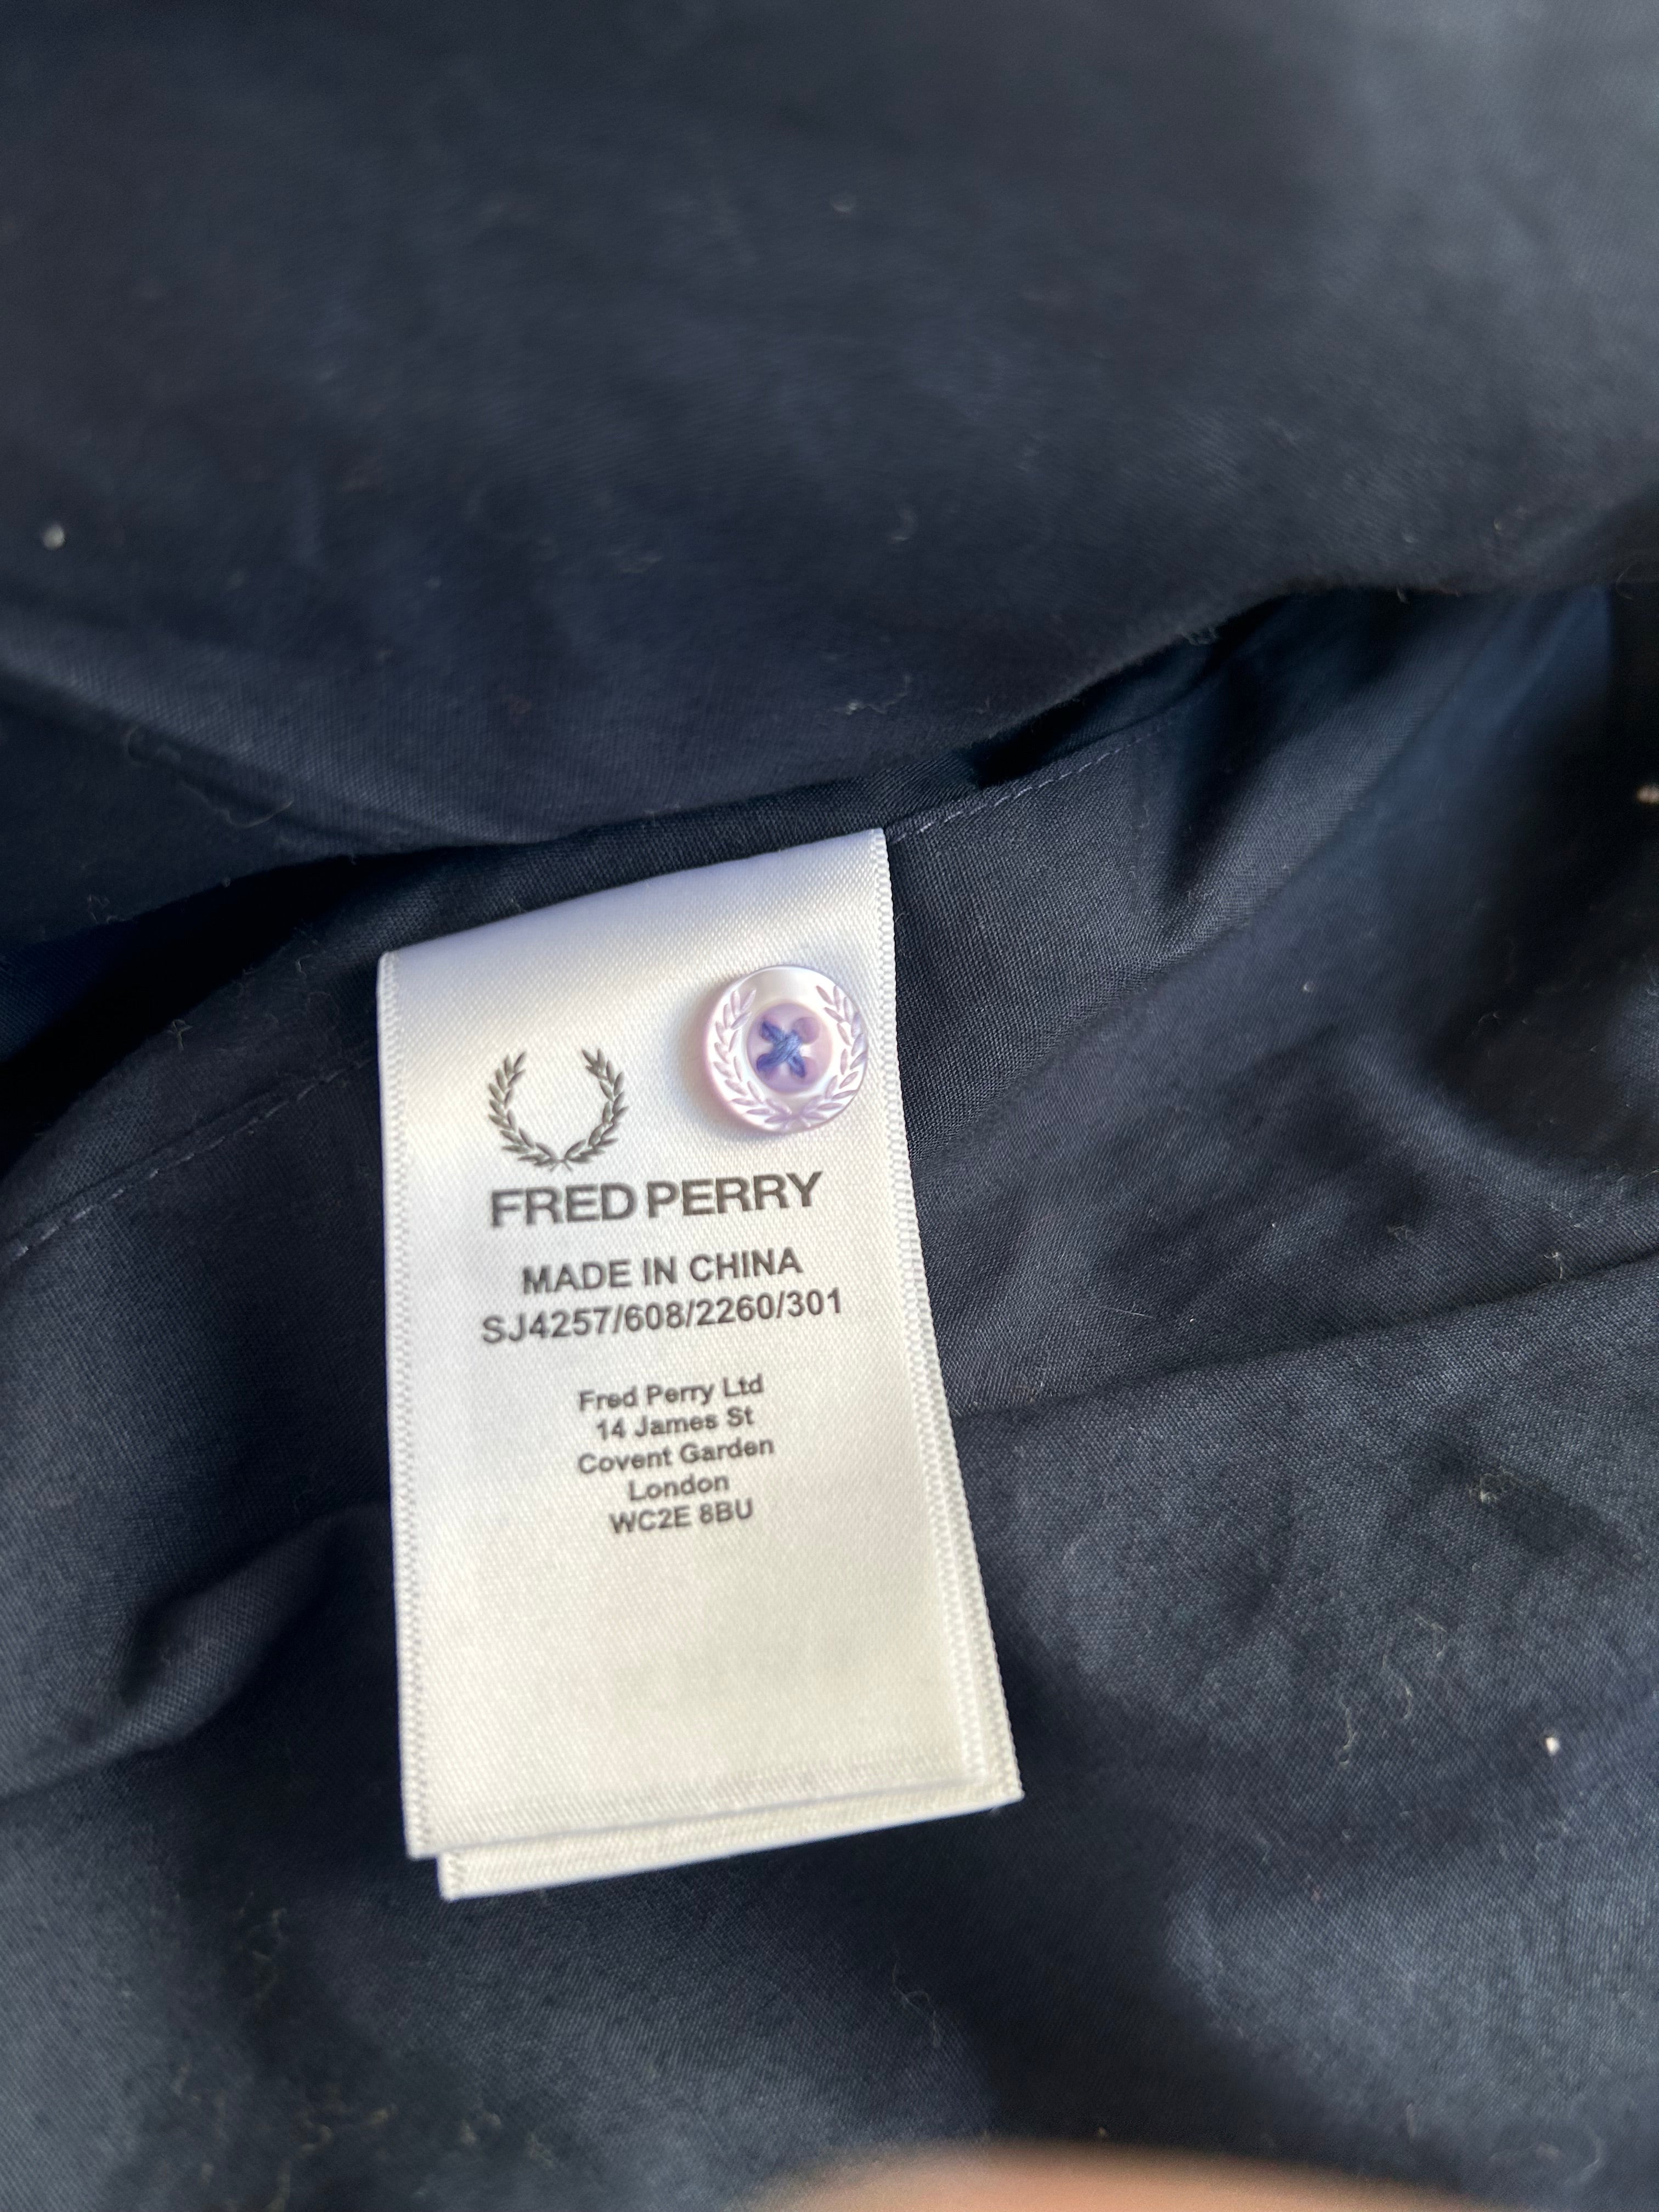 FRED PERRY
MADE IN CHINA
SJ4257/608/2260/301
Fred Perry Ltd
14 James St
Covent Garden
London
WC2E 8BU